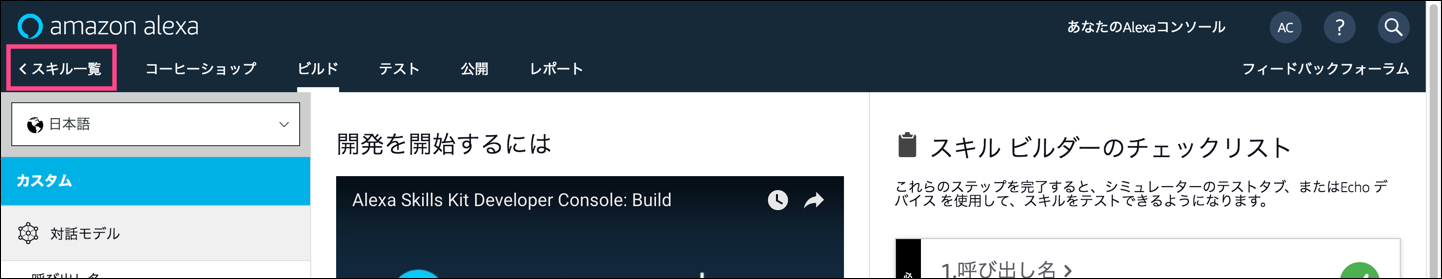 amazon alexa
あなたのAlexaコンソール
AC
?
スキル一覧
コーヒーショップ
ビルド
テスト
公開
レポート
フィードバックフォーラム
日本語
カスタム
対話モデル
呼び出し名
開発を開始するには
Alexa Skills Kit Developer Console: Build
スキル ビルダーのチェックリスト
これらのステップを完了すると、シミュレーターのテストタブ、またはEcho デ
バイス を使用して、スキルをテストできるようになります。
1.呼び出し名